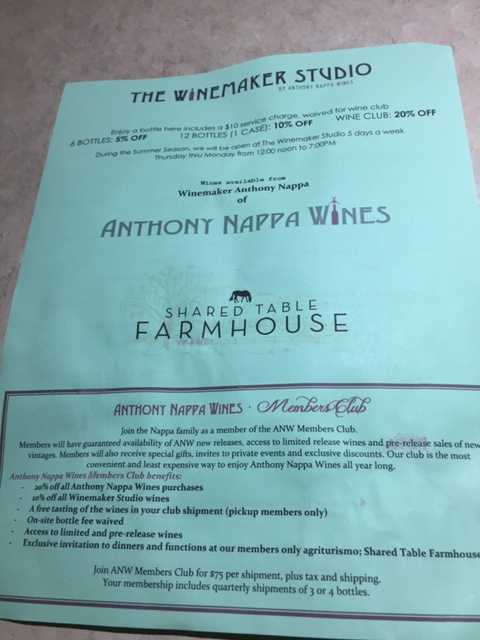 THE WINEMAKER STUDIO
BY ANTHONY NAPPA WINES
Enjoy a bottle here includes a $10 service charge, waived for wine club
6 BOTTLES: 5% OFF 12 BOTTLES (1 CASE): 10% OFF WINE CLUB: 20% OFF
During the Summer Season, we will be open at The Winemaker Studio 5 days a week
Thursday thru Monday from 12:00 noon to 7:00PM
Wines available from
Winemaker Anthony Nappa
of
ANTHONY NAPPA WINES
SHARED TABLE
FARMHOUSE
ANTHONY NAPPA WINES · Members Club
Join the Nappa family as a member of the ANW Members Club.
Members will have guaranteed availability of ANW new releases, access to limited release wines and pre-release sales of new
vintages. Members will also receive special gifts, invites to private events and exclusive discounts. Our club is the most
convenient and least expensive way to enjoy Anthony Nappa Wines all year long.
Anthony Nappa Wines Members Club benefits:
- 20% off all Anthony Nappa Wines purchases
- 10% off all Winemaker Studio wines
- A free tasting of the wines in your club shipment (pickup members only)
- On-site bottle fee waived
- Access to limited and pre-release wines
- Exclusive invitation to dinners and functions at our members only agriturismo; Shared Table Farmhouse
Join ANW Members Club for $75 per shipment, plus tax and shipping.
Your membership includes quarterly shipments of 3 or 4 bottles.